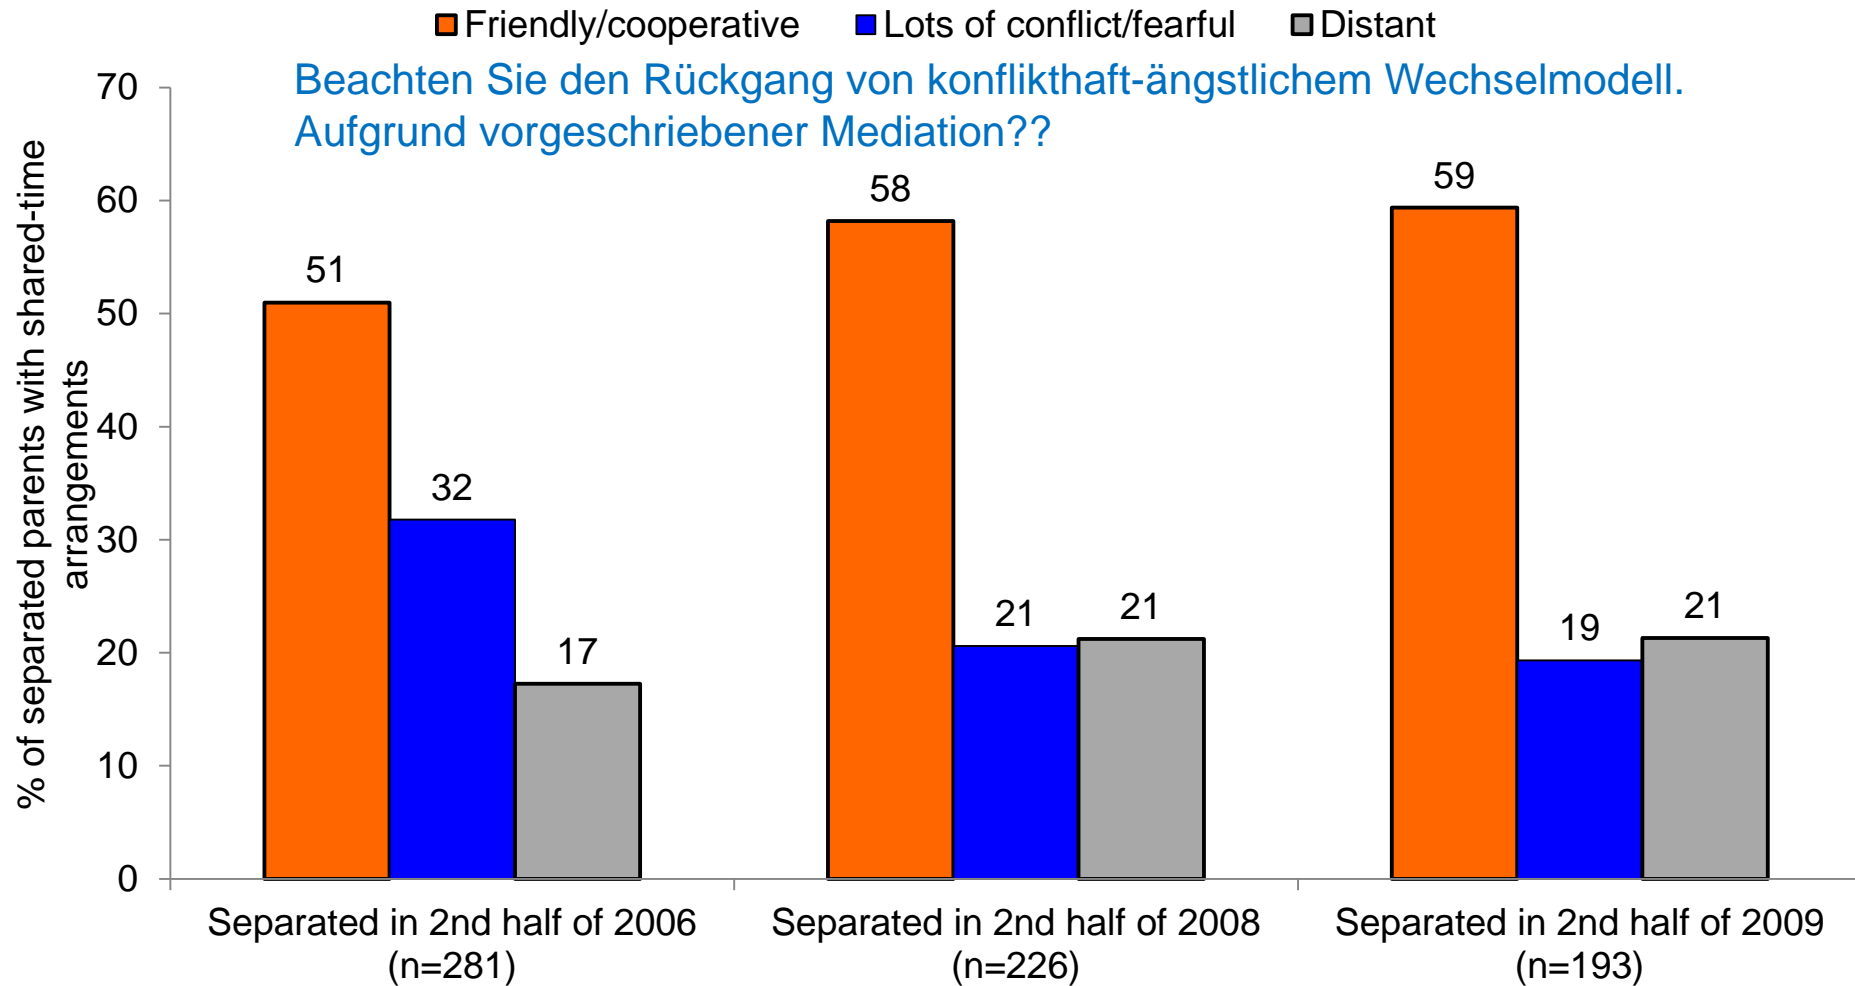 Friendly/cooperative Lots of conflict/fearful Distant
Beachten Sie den Rückgang von konflikthaft-ängstlichem Wechselmodell.
Aufgrund vorgeschriebener Mediation??
% of separated parents with shared-time
arrangements
70
60
50
40
30
20
10
0
51
32
17
58
21
21
59
19
21
Separated in 2nd half of 2006
(n=281)
Separated in 2nd half of 2008
(n=226)
Separated in 2nd half of 2009
(n=193)